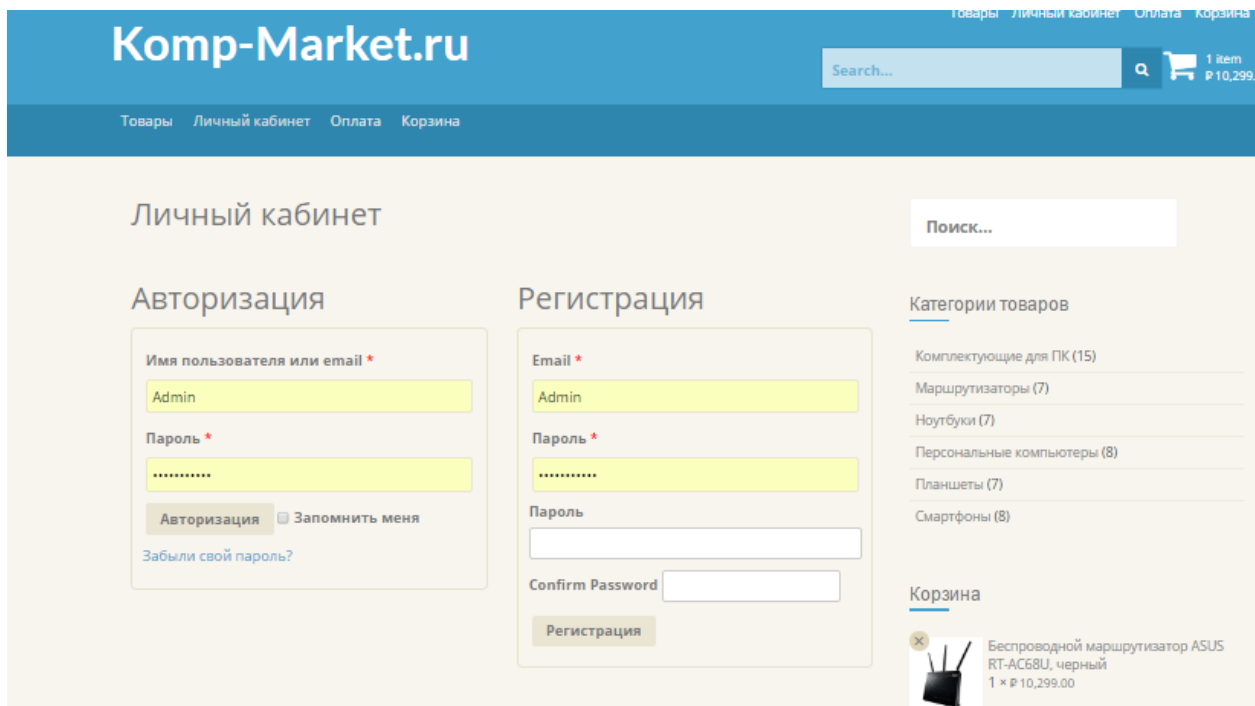 Товары Личный кабинет Оплата Корзина
Komp-Market.ru
Search...
1 item
₽10,299.
Товары Личный кабинет Оплата Корзина
Личный кабинет
Авторизация
Имя пользователя или email *
Admin
Пароль *
•••••••••••
Авторизация Запомнить меня
Забыли свой пароль?
Регистрация
Email *
Admin
Пароль *
•••••••••••
Пароль
Confirm Password
Регистрация
Поиск...
Категории товаров
Комплектующие для ПК (15)
Маршрутизаторы (7)
Ноутбуки (7)
Персональные компьютеры (8)
Планшеты (7)
Смартфоны (8)
Корзина
Беспроводной маршрутизатор ASUS
RT-AC68U, черный
1 × ₽10,299.00